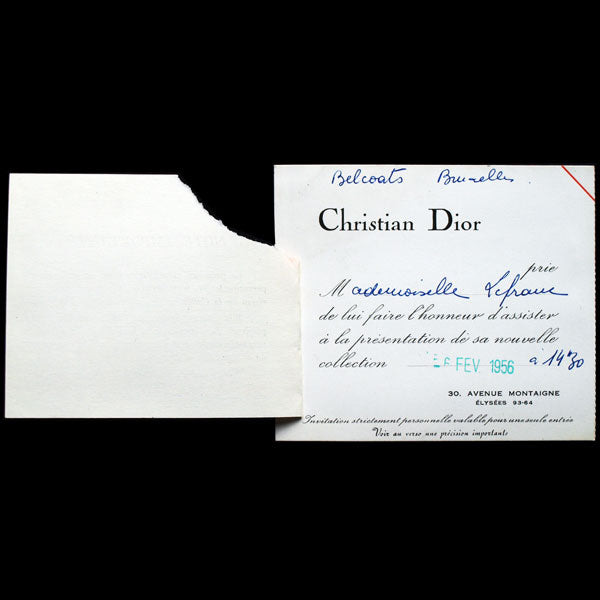 Belcoats Bruxelles
Christian Dior
prie
Mademoiselle Lefranc
de lui faire l'honneur d'assister
à la présentation de sa nouvelle
collection -6 FEV 1956 à 14 30
30. AVENUE MONTAIGNE
ÉLYSÉES 93-64
Invitation strictement personnelle valable pour une seule entrée
Voir au verso une précision importante